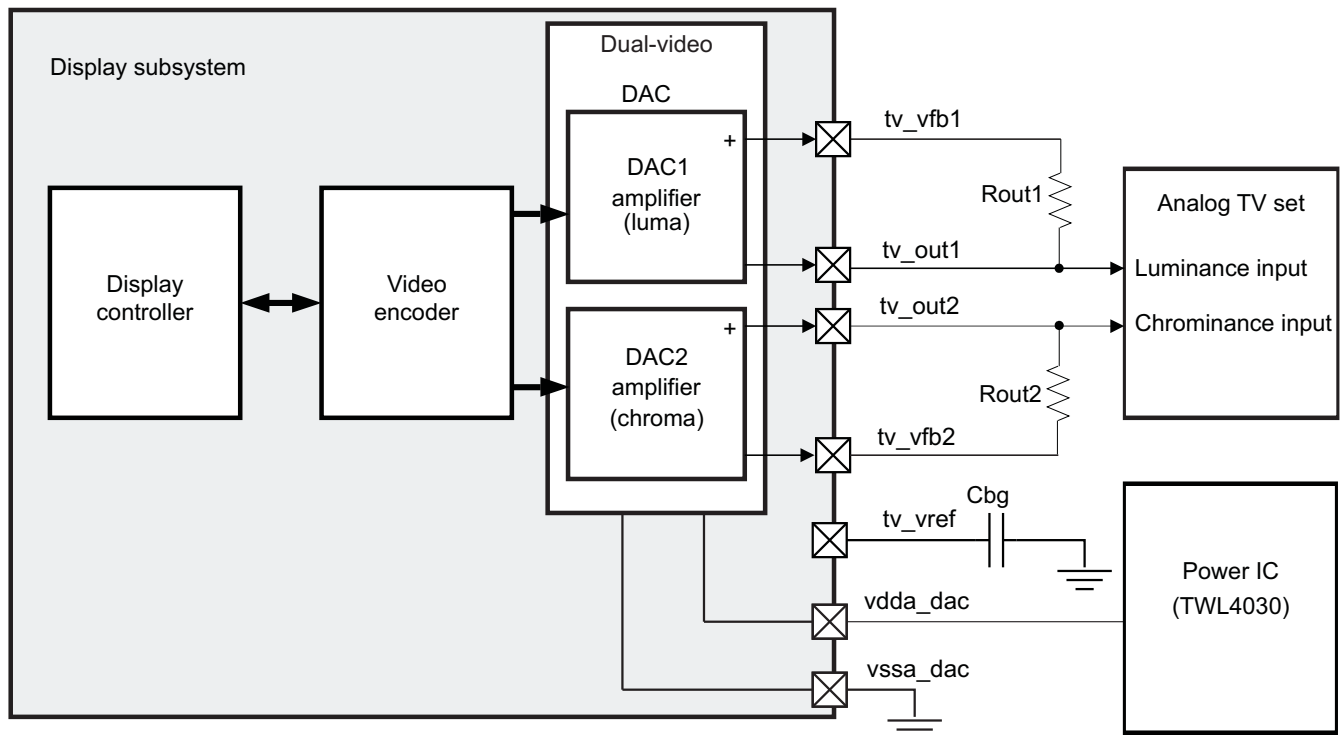 Display subsystem
Dual-video
DAC
+
DAC1
amplifier
(luma)
Display
controller
Video
encoder
+
DAC2
amplifier
(chroma)
tv_vfb1
Rout1
tv_out1
tv_out2
Rout2
tv_vfb2
Cbg
tv_vref
vdda_dac
vssa_dac
Analog TV set
Luminance input
Chrominance input
Power IC
(TWL4030)